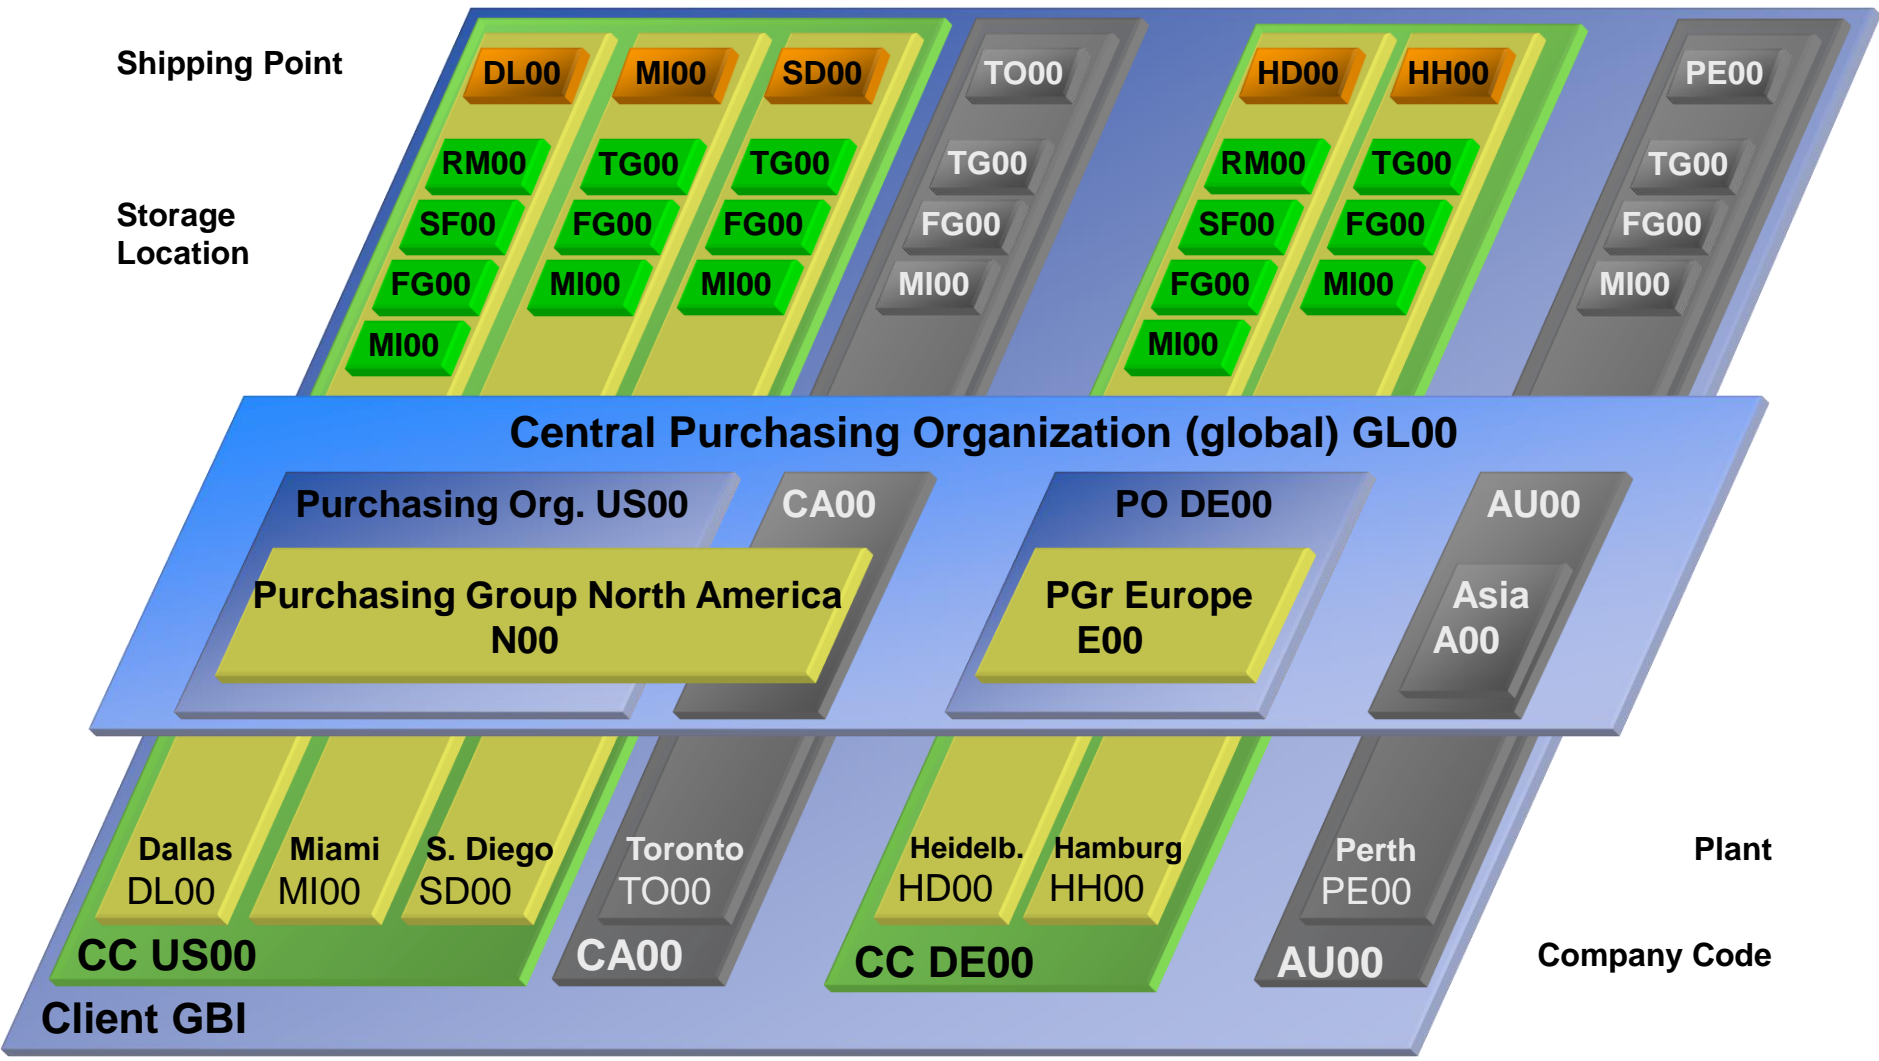 Shipping Point
DL00 MI00 SD00 TO00 HD00 HH00 PE00
RM00 TG00 TG00 TG00 RM00 TG00 TG00
Storage
Location
SF00 FG00 FG00 FG00 SF00 FG00 FG00
FG00 MI00 MI00 MI00 FG00 MI00 MI00
MI00 MI00
Central Purchasing Organization (global) GL00
Purchasing Org. US00 CA00 PO DE00 AU00
Purchasing Group North America
N00
PGr Europe
E00
Asia
A00
Dallas Miami S. Diego Toronto Heidelb. Hamburg Perth Plant
DL00 MI00 SD00 TO00 HD00 HH00 PE00
CC US00 CA00 CC DE00 AU00 Company Code
Client GBI